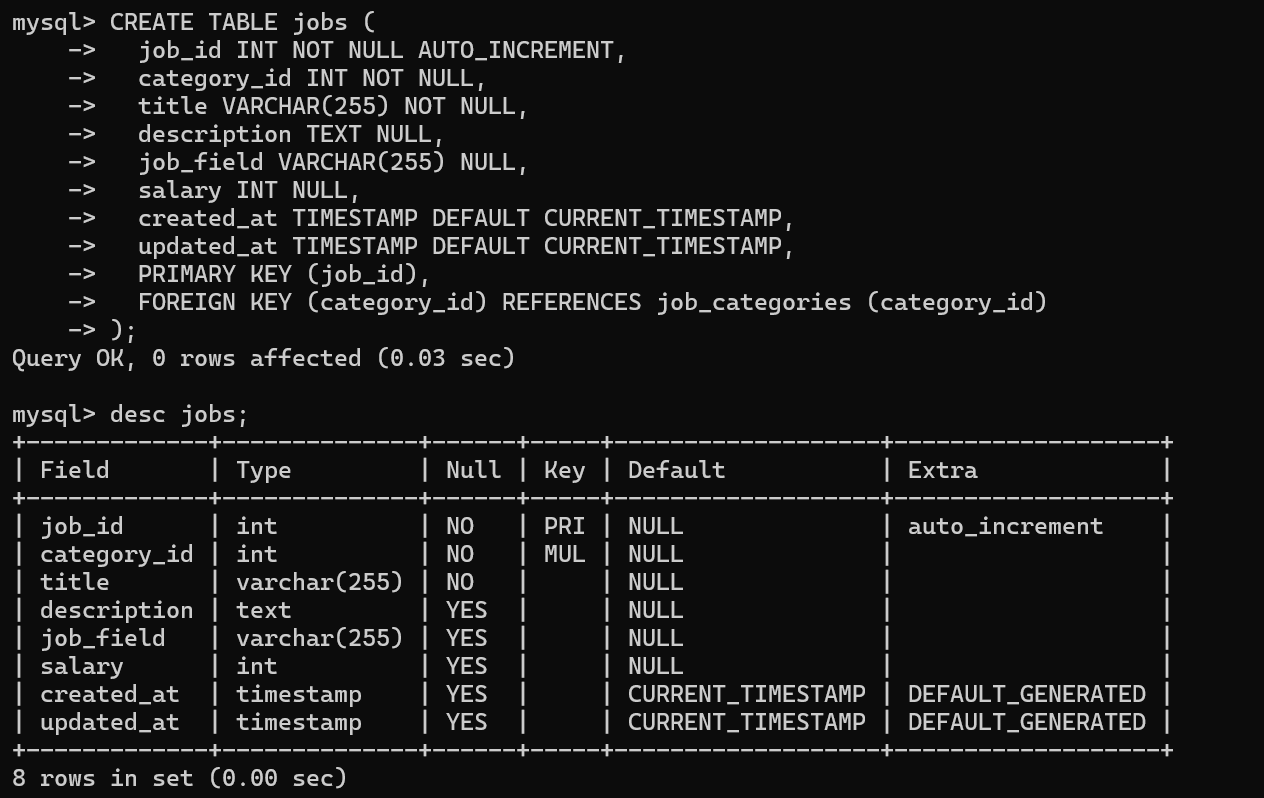 mysql> CREATE TABLE jobs (
    ->   job_id INT NOT NULL AUTO_INCREMENT,
    ->   category_id INT NOT NULL,
    ->   title VARCHAR(255) NOT NULL,
    ->   description TEXT NULL,
    ->   job_field VARCHAR(255) NULL,
    ->   salary INT NULL,
    ->   created_at TIMESTAMP DEFAULT CURRENT_TIMESTAMP,
    ->   updated_at TIMESTAMP DEFAULT CURRENT_TIMESTAMP,
    ->   PRIMARY KEY (job_id),
    ->   FOREIGN KEY (category_id) REFERENCES job_categories (category_id)
    -> );
Query OK, 0 rows affected (0.03 sec)

mysql> desc jobs;
+-------------+--------------+------+-----+-------------------+-------------------+
| Field       | Type         | Null | Key | Default           | Extra             |
+-------------+--------------+------+-----+-------------------+-------------------+
| job_id      | int          | NO   | PRI | NULL              | auto_increment    |
| category_id | int          | NO   | MUL | NULL              |                   |
| title       | varchar(255) | NO   |     | NULL              |                   |
| description | text         | YES  |     | NULL              |                   |
| job_field   | varchar(255) | YES  |     | NULL              |                   |
| salary      | int          | YES  |     | NULL              |                   |
| created_at  | timestamp    | YES  |     | CURRENT_TIMESTAMP | DEFAULT_GENERATED |
| updated_at  | timestamp    | YES  |     | CURRENT_TIMESTAMP | DEFAULT_GENERATED |
+-------------+--------------+------+-----+-------------------+-------------------+
8 rows in set (0.00 sec)